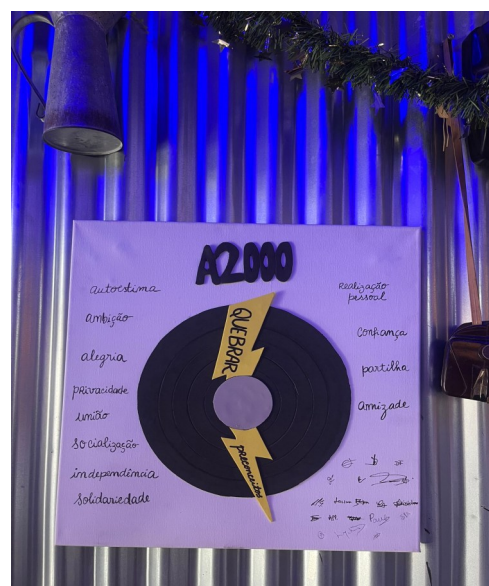 A2000
autoestima
ambição
alegria
privacidade
união
socialização
independência
Solidariedade
QUEBRAR
preconceitos
Realização
pessoal
confiança
partilha
amizade